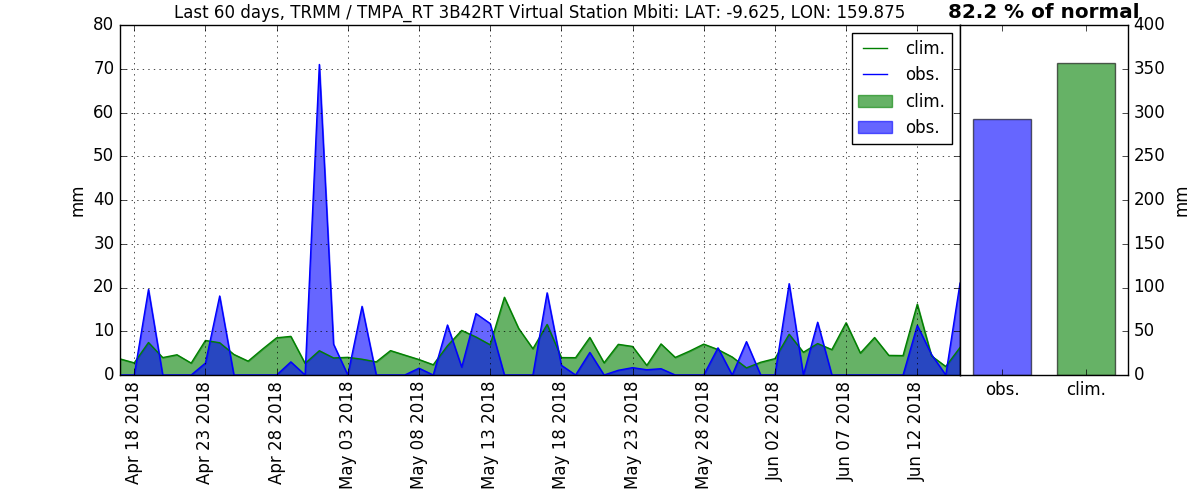 Last 60 days, TRMM / TMPA_RT 3B42RT Virtual Station Mbiti: LAT: -9.625, LON: 159.875
82.2 % of normal
80
70
60
50
40
30
20
10
0
mm
clim.
obs.
clim.
obs.
Apr 18 2018
Apr 23 2018
Apr 28 2018
May 03 2018
May 08 2018
May 13 2018
May 18 2018
May 23 2018
May 28 2018
Jun 02 2018
Jun 07 2018
Jun 12 2018
400
350
300
250
200
150
100
50
0
mm
obs.
clim.